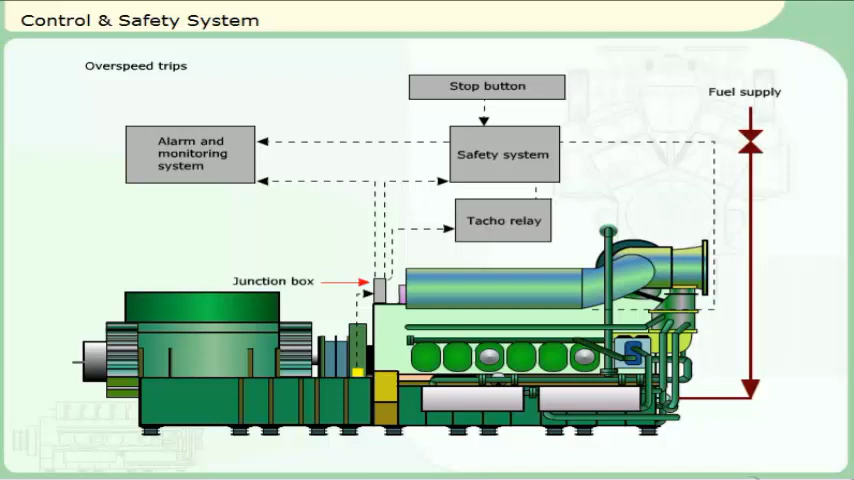 Control & Safety System
Overspeed trips
Stop button
Fuel supply
Alarm and
monitoring
system
Safety system
Tacho relay
Junction box